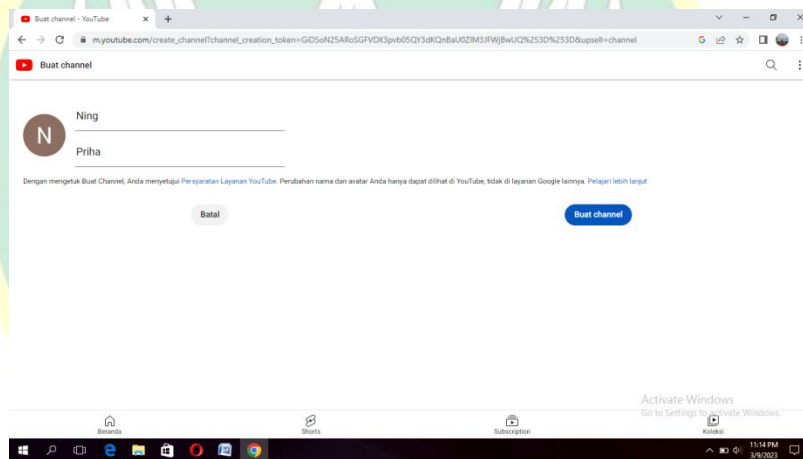 Buat channel - YouTube
m.youtube.com/create_channel?channel_creation_token=GiDSoN25ARoSGFVDX3pvb05QY3dKQnBaU0ZIM3JFWjBwUQ%253D%253D&upsell=channel
Buat channel
N
Ning
Priha
Dengan mengetuk Buat Channel, Anda menyetujui Persyaratan Layanan YouTube. Perubahan nama dan avatar Anda hanya dapat dilihat di YouTube, tidak di layanan Google lainnya. Pelajari lebih lanjut
Batal
Buat channel
Activate Windows
Go to Settings to Activate Windows.
Beranda
Shorts
Subscription
Koleksi
11:14 PM
3/9/2023